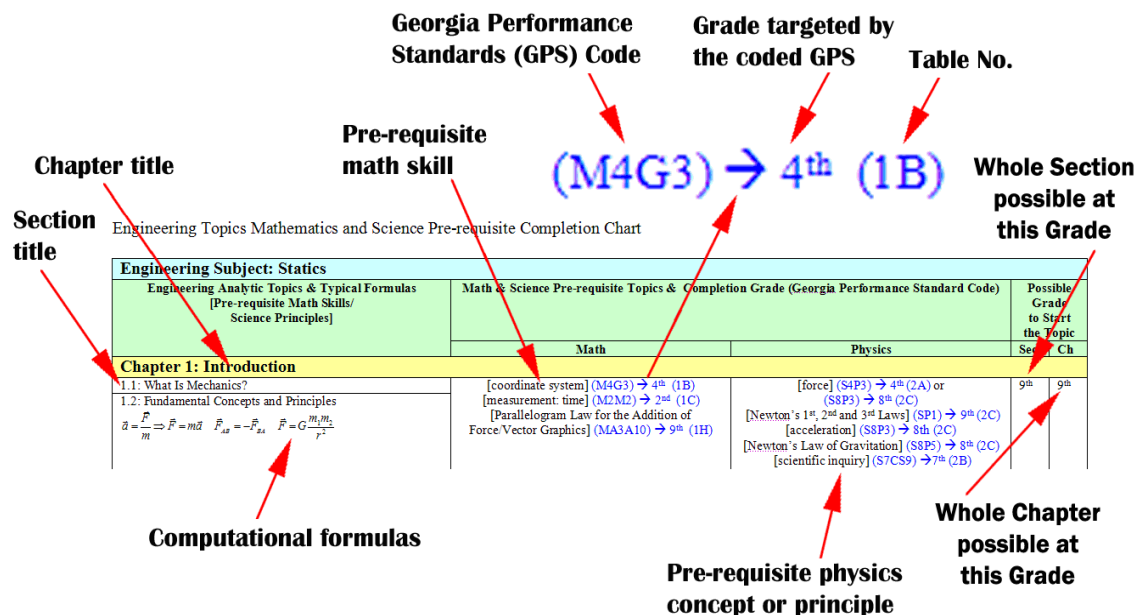 Georgia Performance
Standards (GPS) Code
Grade targeted by
the coded GPS
Table No.
Pre-requisite
math skill
(M4G3) → 4th (1B)
Chapter title
Whole Section
possible at
this Grade
Section
title
Engineering Topics Mathematics and Science Pre-requisite Completion Chart
Engineering Subject: Statics
Engineering Analytic Topics & Typical Formulas
[Pre-requisite Math Skills/
Science Principles]
Math & Science Pre-requisite Topics & Completion Grade (Georgia Performance Standard Code)
Possible
Grade
to Start
the Topic
Math
Physics
Sec
Ch
Chapter 1: Introduction
1.1: What Is Mechanics?
1.2: Fundamental Concepts and Principles
a⃗ = F⃗/m ⇒ F⃗ = ma⃗ F⃗AB = −F⃗BA F⃗ = G m₁m₂/r²
[coordinate system] (M4G3) → 4th (1B)
[measurement: time] (M2M2) → 2nd (1C)
[Parallelogram Law for the Addition of
Force/Vector Graphics] (MA3A10) → 9th (1H)
[force] (S4P3) → 4th (2A) or
(S8P3) → 8th (2C)
[Newton's 1st, 2nd and 3rd Laws] (SP1) → 9th (2C)
[acceleration] (S8P3) → 8th (2C)
[Newton's Law of Gravitation] (S8P5) → 8th (2C)
[scientific inquiry] (S7CS9) →7th (2B)
9th
9th
Computational formulas
Pre-requisite physics
concept or principle
Whole Chapter
possible at
this Grade